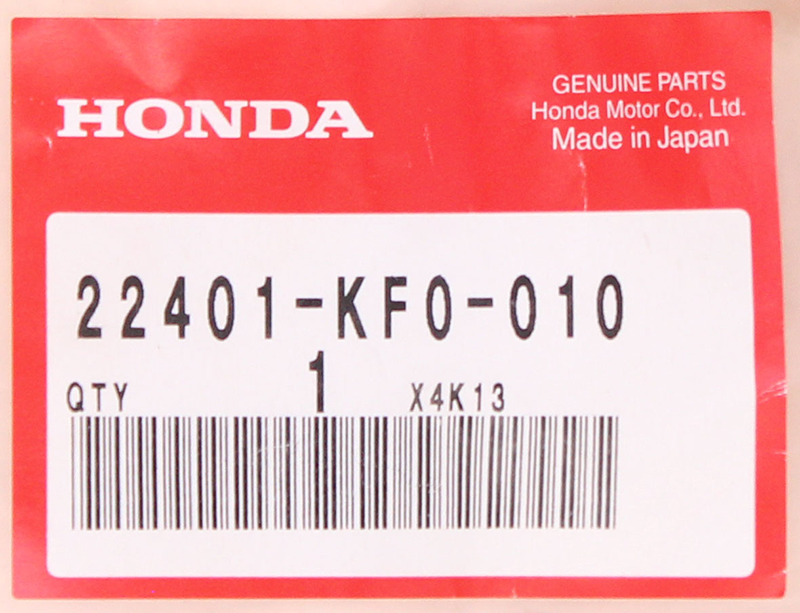 HONDA
GENUINE PARTS
Honda Motor Co., Ltd.
Made in Japan
22401-KF0-010
QTY 1 X4K13